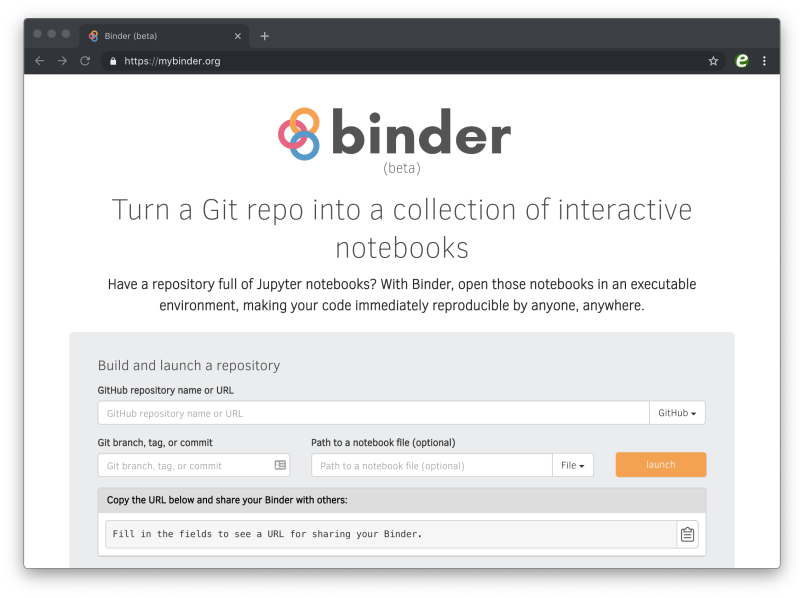 Binder (beta)
https://mybinder.org
binder
(beta)
Turn a Git repo into a collection of interactive
notebooks
Have a repository full of Jupyter notebooks? With Binder, open those notebooks in an executable
environment, making your code immediately reproducible by anyone, anywhere.
Build and launch a repository
GitHub repository name or URL
GitHub repository name or URL GitHub
Git branch, tag, or commit Path to a notebook file (optional)
Git branch, tag, or commit Path to a notebook file (optional) File launch
Copy the URL below and share your Binder with others:
Fill in the fields to see a URL for sharing your Binder.